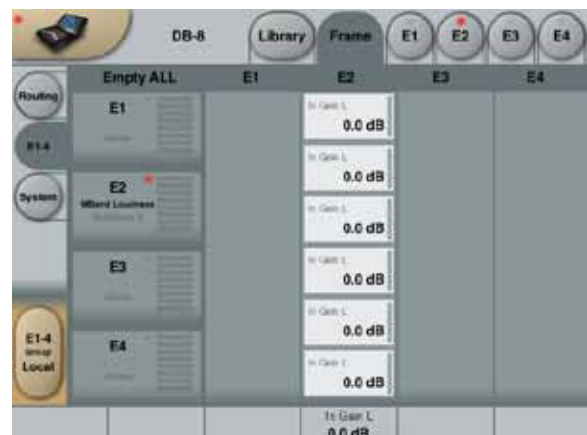 DB-8
Library
Frame
E1
E2
E3
E4
Empty ALL
E1
E2
E3
E4
Routing
E1-4
System
E1-4
Group
Local
E1
E2
MBand Loudness
E3
E4
In Gain L
0.0 dB
In Gain L
0.0 dB
In Gain L
0.0 dB
In Gain L
0.0 dB
In Gain L
0.0 dB
In Gain L
0.0 dB
In Gain L
0.0 dB